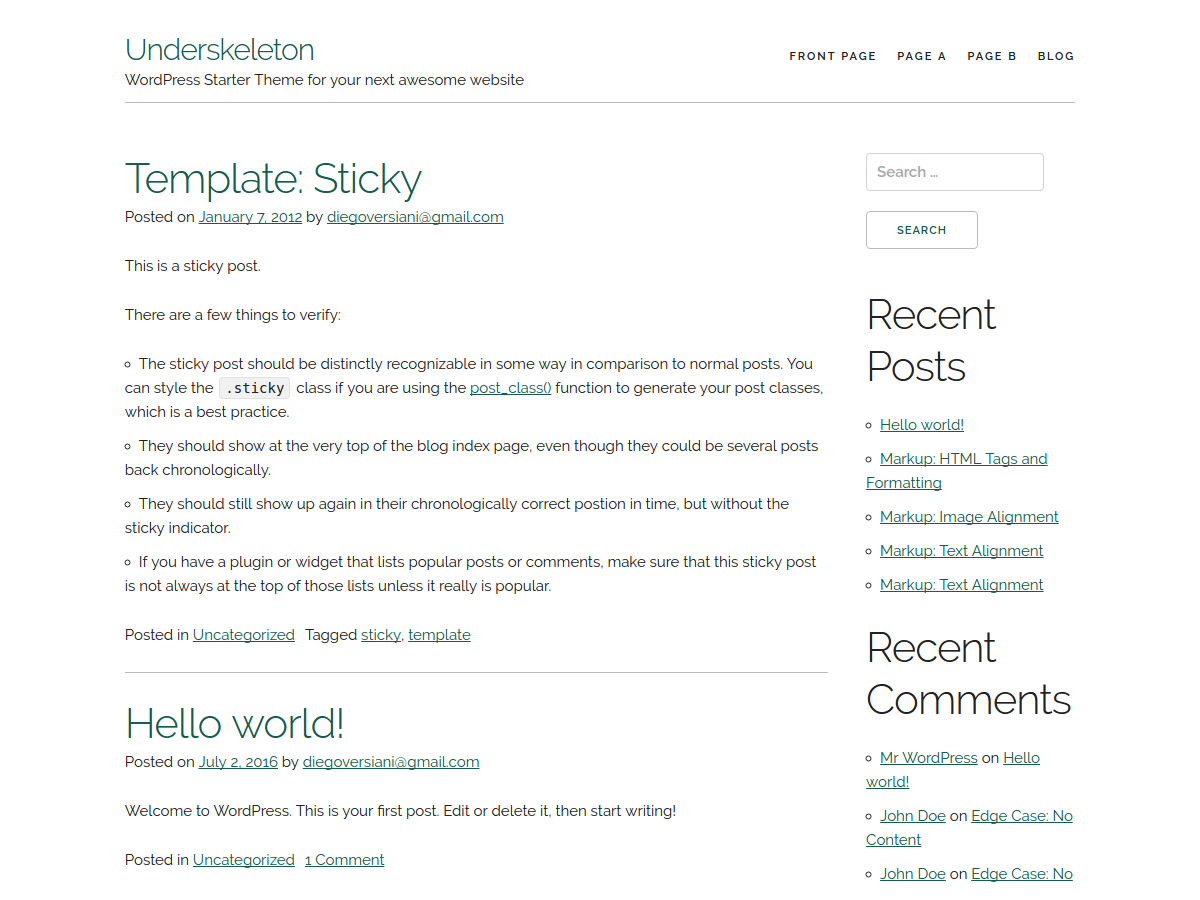 Underskeleton
WordPress Starter Theme for your next awesome website
FRONT PAGE PAGE A PAGE B BLOG
Template: Sticky
Posted on January 7, 2012 by diegoversiani@gmail.com
This is a sticky post.
There are a few things to verify:
The sticky post should be distinctly recognizable in some way in comparison to normal posts. You
can style the .sticky class if you are using the post_class() function to generate your post classes,
which is a best practice.
They should show at the very top of the blog index page, even though they could be several posts
back chronologically.
They should still show up again in their chronologically correct postion in time, but without the
sticky indicator.
If you have a plugin or widget that lists popular posts or comments, make sure that this sticky post
is not always at the top of those lists unless it really is popular.
Posted in Uncategorized Tagged sticky, template
Hello world!
Posted on July 2, 2016 by diegoversiani@gmail.com
Welcome to WordPress. This is your first post. Edit or delete it, then start writing!
Posted in Uncategorized 1 Comment
Search …
SEARCH
Recent
Posts
Hello world!
Markup: HTML Tags and
Formatting
Markup: Image Alignment
Markup: Text Alignment
Markup: Text Alignment
Recent
Comments
Mr WordPress on Hello
world!
John Doe on Edge Case: No
Content
John Doe on Edge Case: No